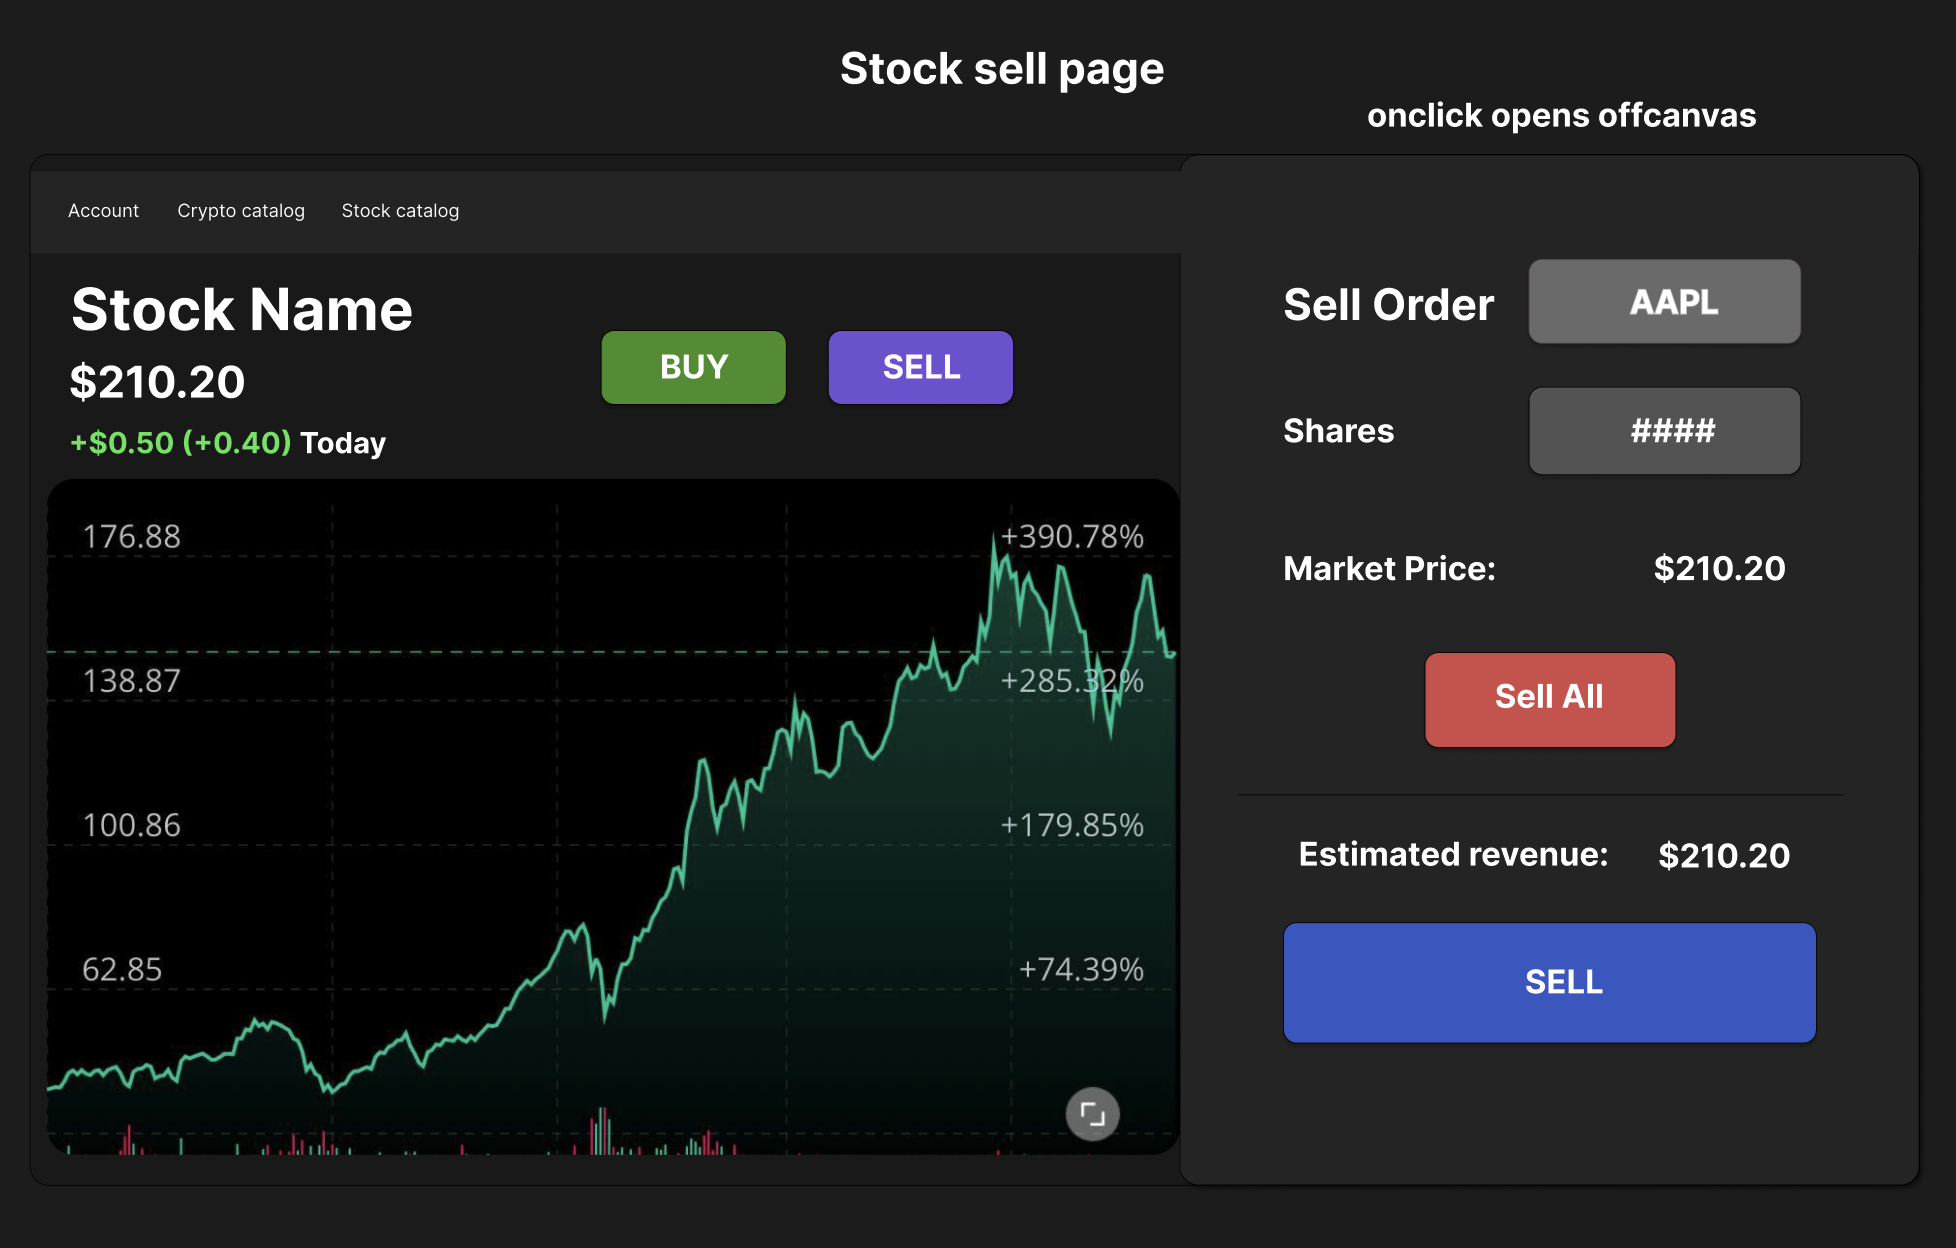 Stock sell page
onclick opens offcanvas
Account Crypto catalog Stock catalog
Stock Name
$210.20
+$0.50 (+0.40) Today
BUY SELL
176.88 +390.78%
138.87 +285.32%
100.86 +179.85%
62.85 +74.39%
Sell Order AAPL
Shares ####
Market Price: $210.20
Sell All
Estimated revenue: $210.20
SELL